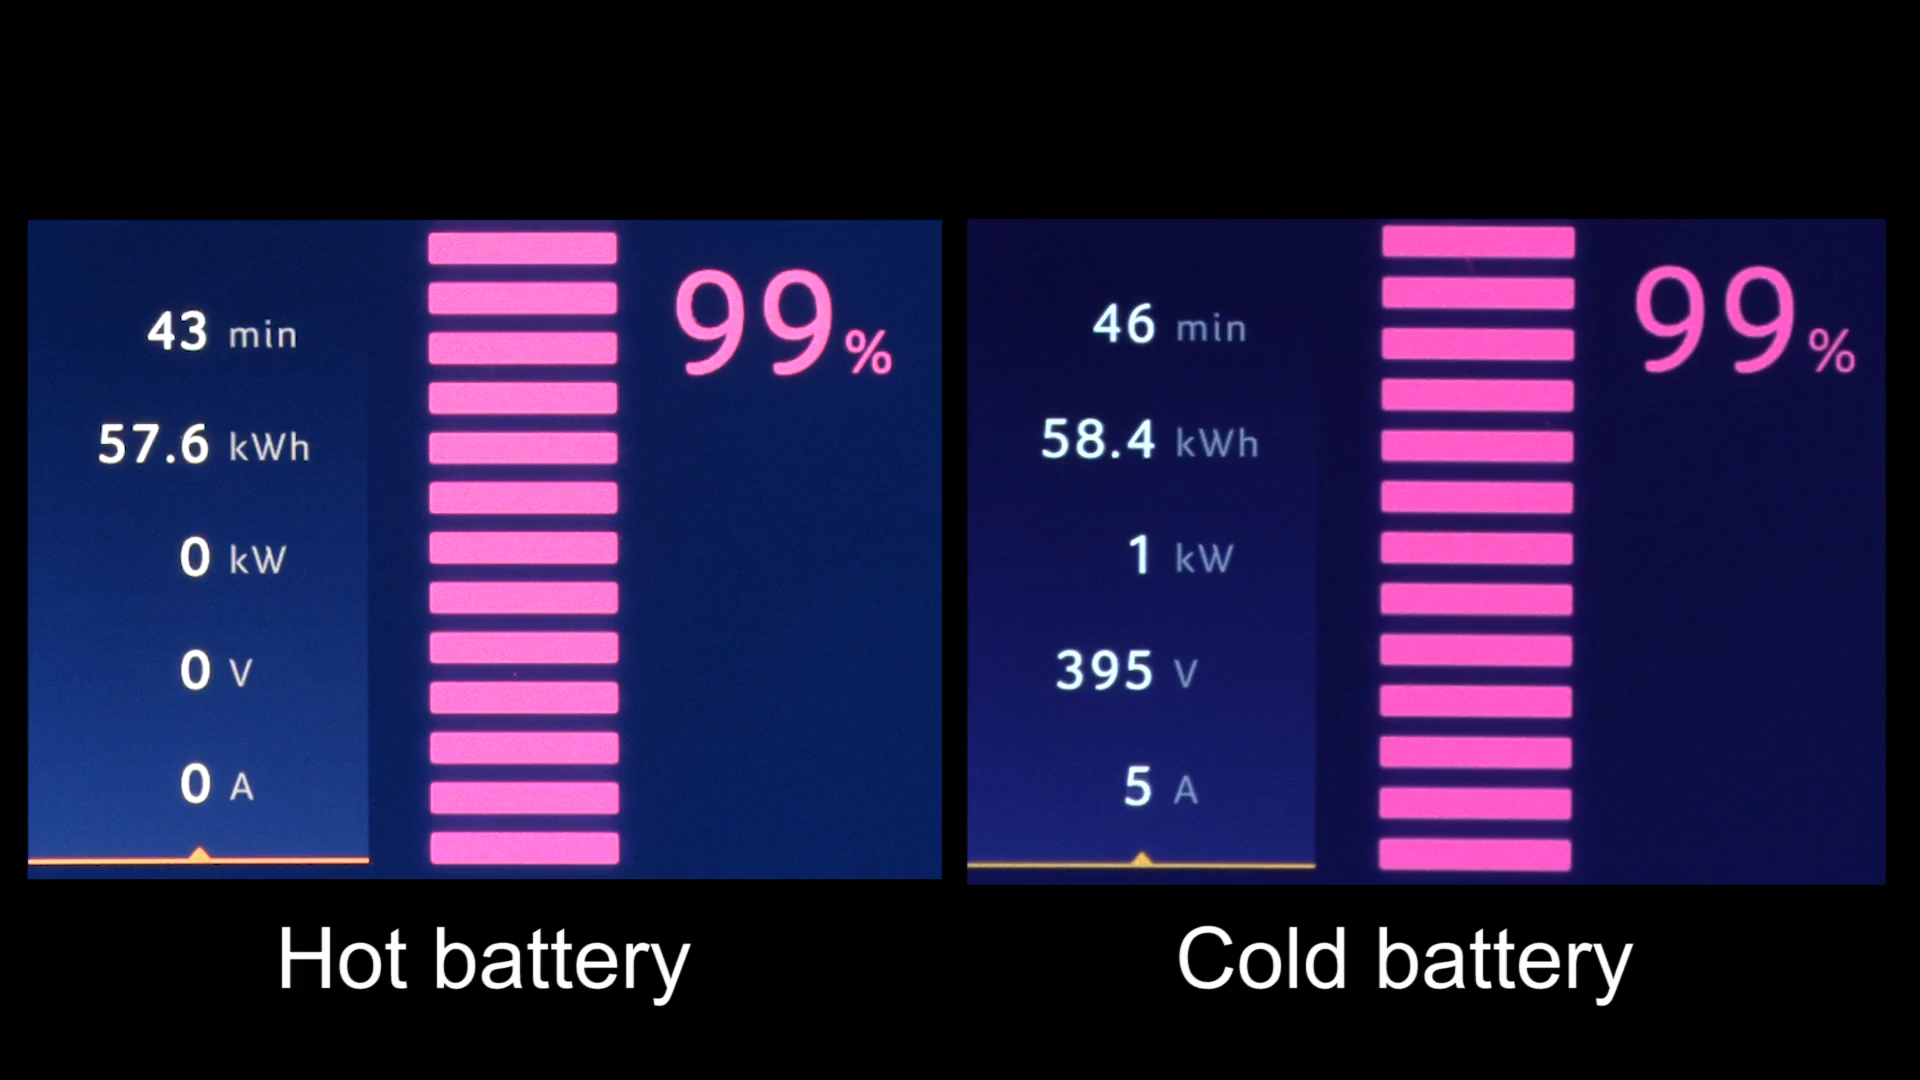 43 min
57.6 kWh
0 kW
0 V
0 A
99%
46 min
58.4 kWh
1 kW
395 V
5 A
99%
Hot battery
Cold battery